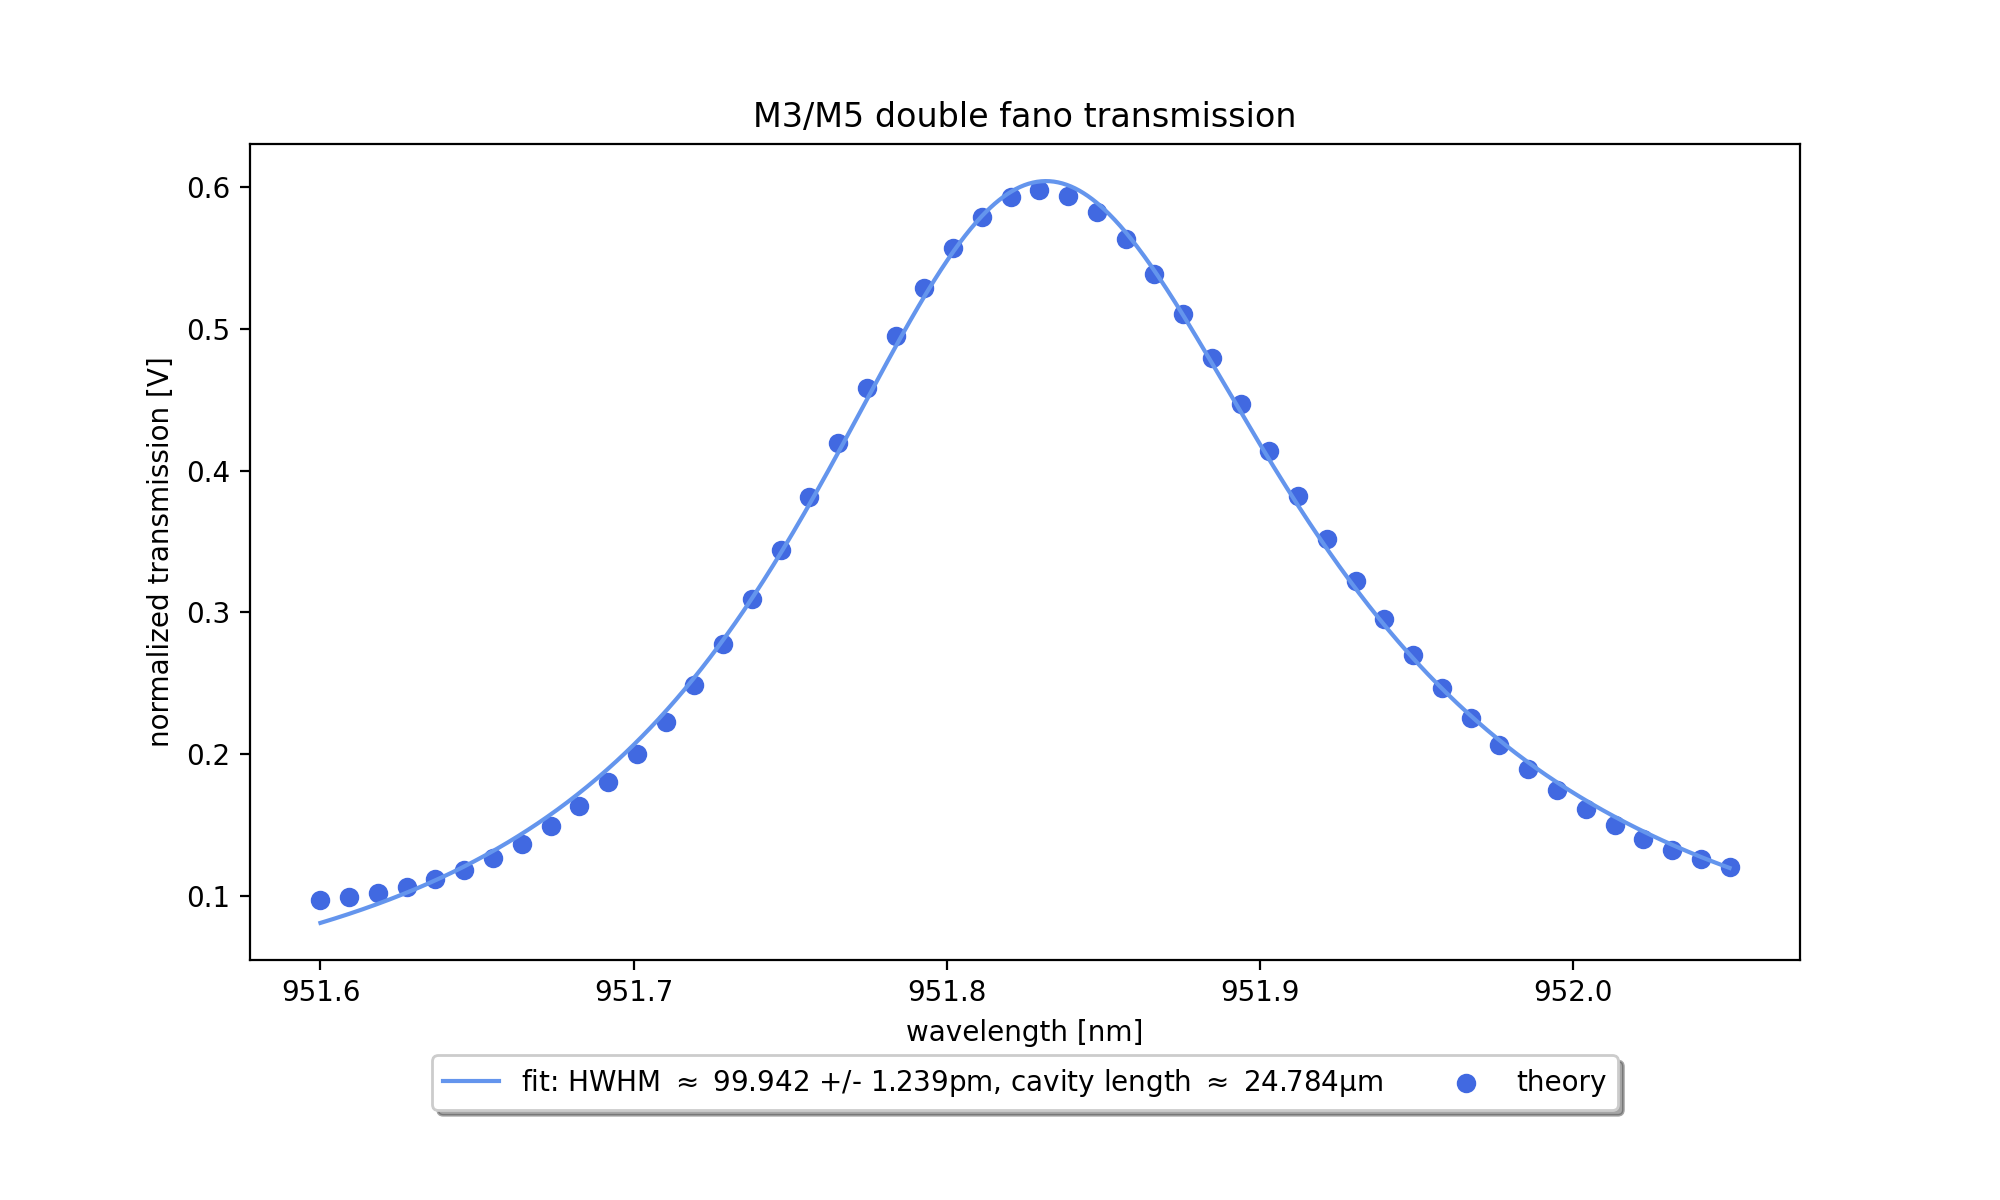 M3/M5 double fano transmission
normalized transmission [V]
0.6
0.5
0.4
0.3
0.2
0.1
951.6 951.7 951.8 951.9 952.0
wavelength [nm]
fit: HWHM ≈ 99.942 +/- 1.239pm, cavity length ≈ 24.784μm theory